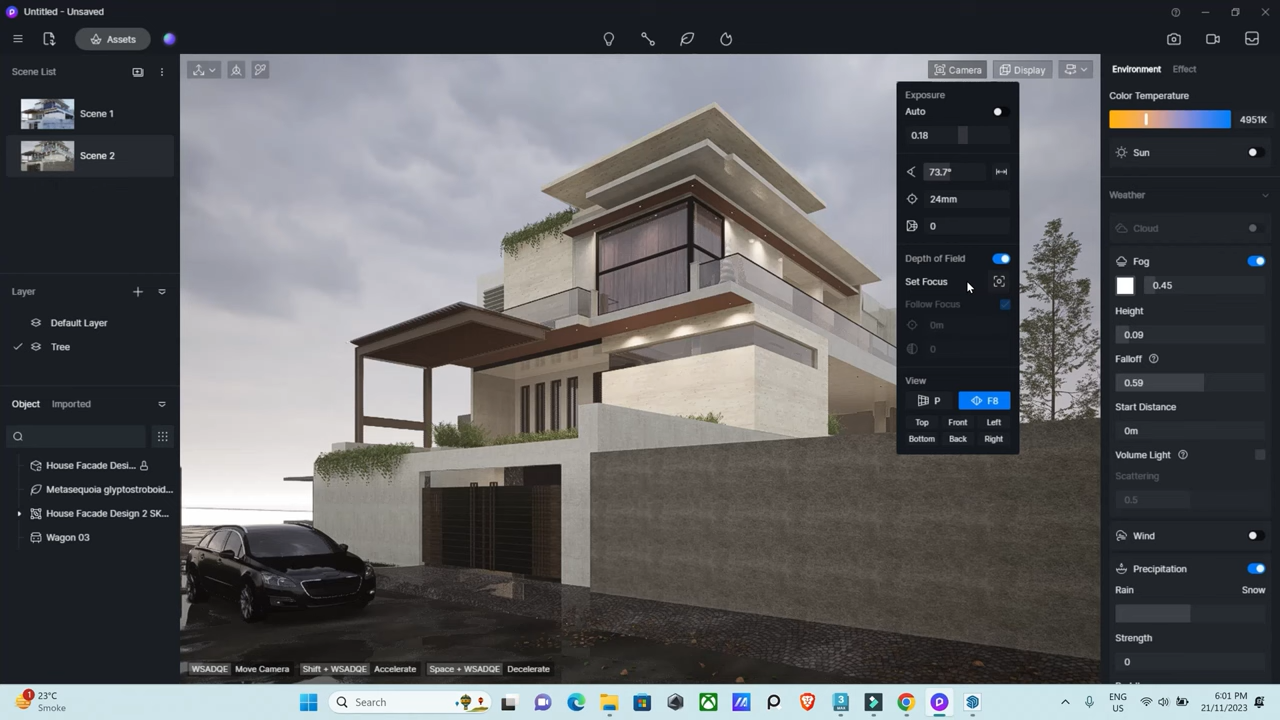 Untitled - Unsaved
Assets
Scene List
Scene 1
Scene 2
Layer
Default Layer
Tree
Object
Imported
House Facade Desi...
Metasequoia glyptostroboid...
House Facade Design 2 SK...
Wagon 03
Camera
Display
Exposure
Auto
0.18
73.7°
24mm
0
Depth of Field
Set Focus
Follow Focus
0m
0
View
P
F8
Top
Front
Left
Bottom
Back
Right
WSADQE
Move Camera
Shift + WSADQE
Accelerate
Space + WSADQE
Decelerate
Environment
Effect
Color Temperature
4951K
Sun
Weather
Cloud
Fog
0.45
Height
0.09
Falloff
0.59
Start Distance
0m
Volume Light
Scattering
0.5
Wind
Precipitation
Rain
Snow
Strength
0
1
23°C
Smoke
Search
ENG
US
6:01 PM
21/11/2023